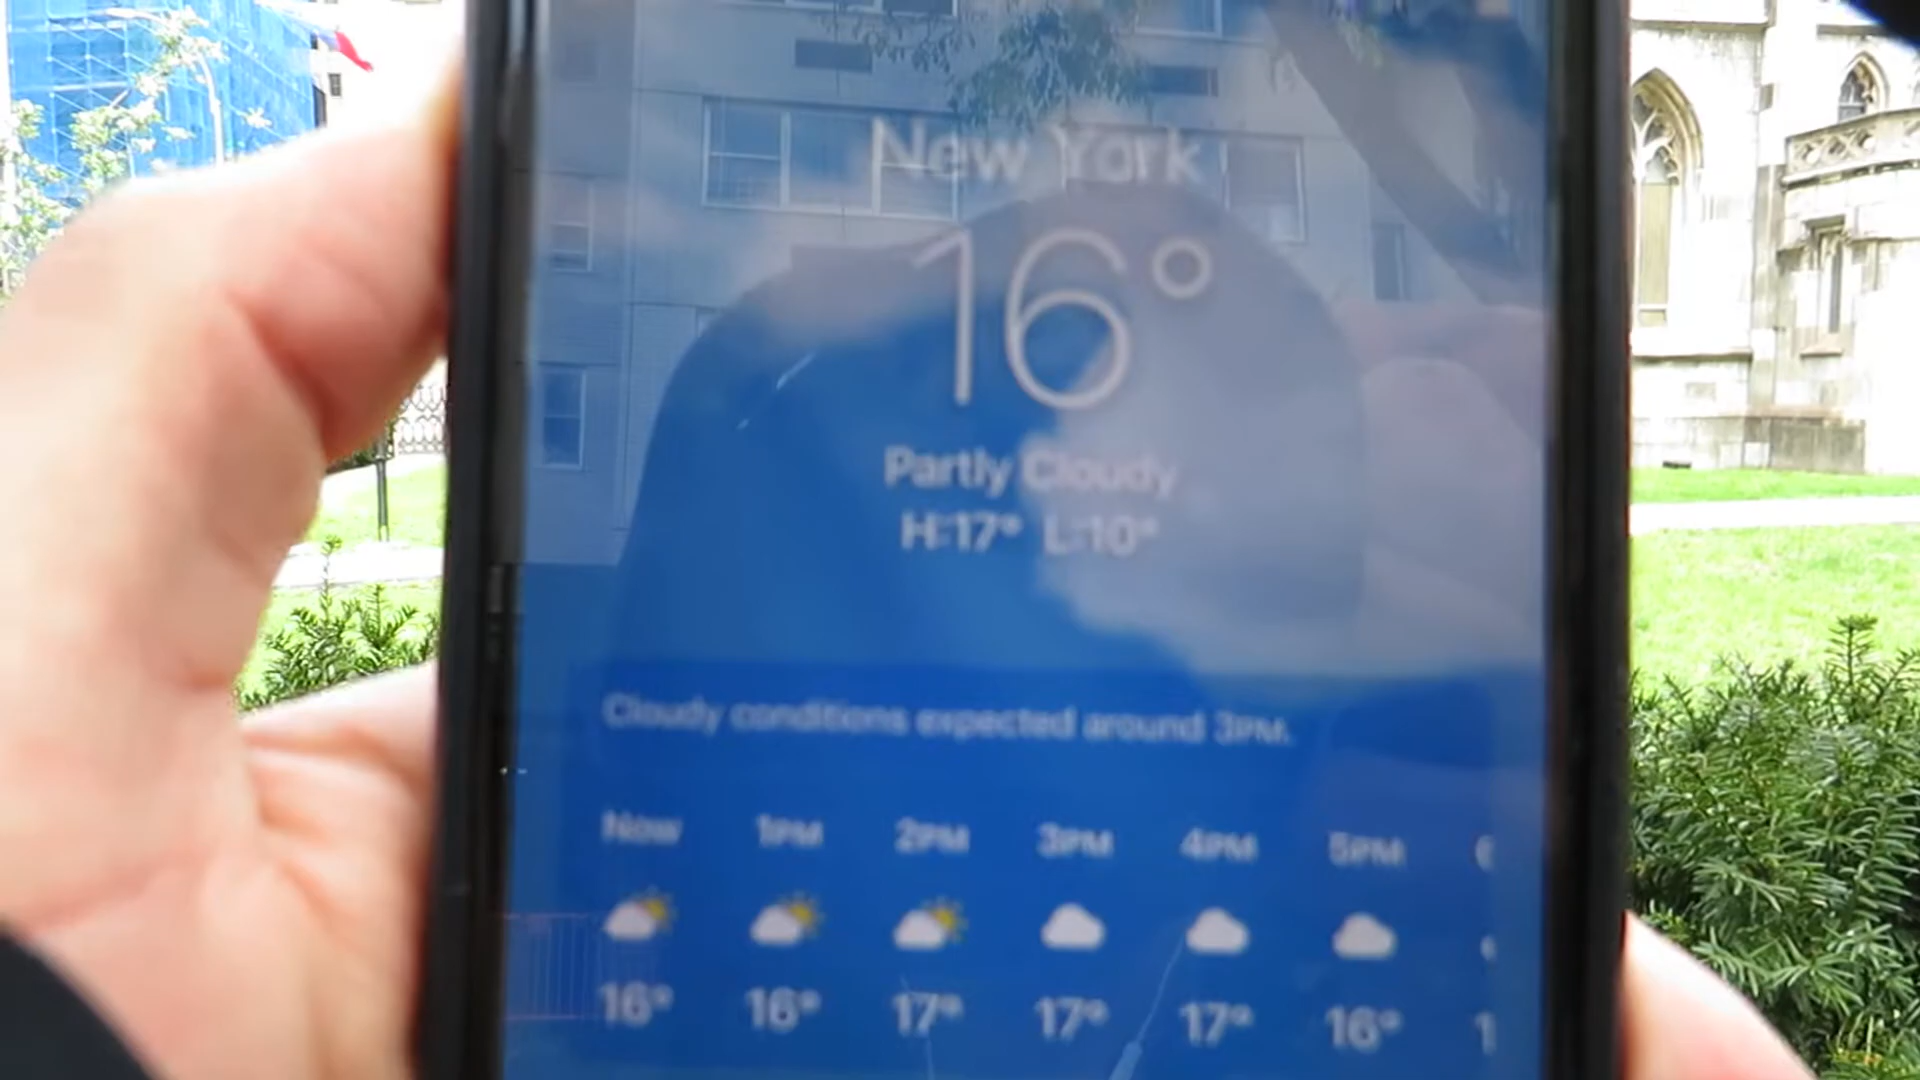 New York
16°
Partly Cloudy
H:17° L:10°
Cloudy conditions expected around 3PM.
Now 1PM 2PM 3PM 4PM 5PM
16° 16° 17° 17° 17° 16°